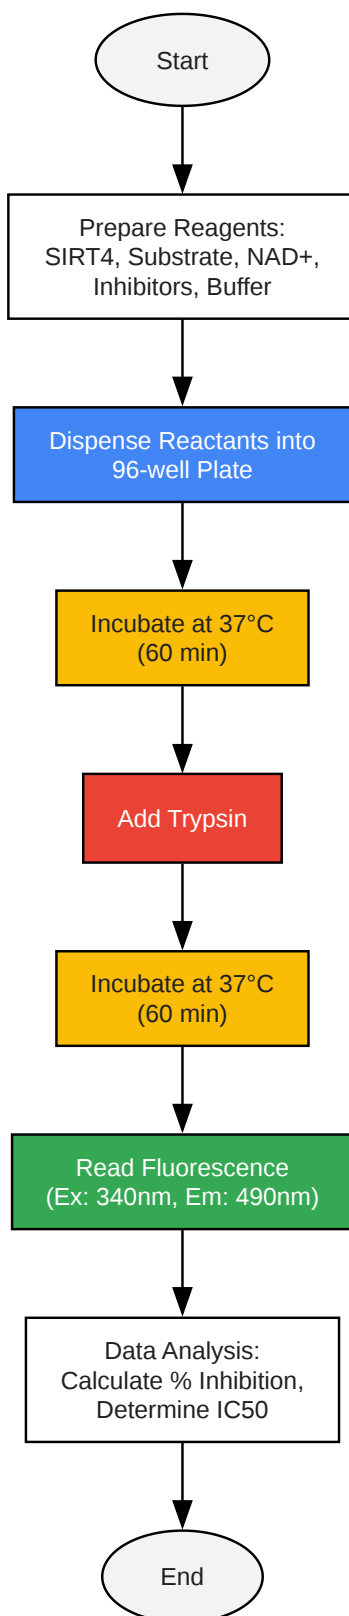 Start
Prepare Reagents:
SIRT4, Substrate, NAD+,
Inhibitors, Buffer
Dispense Reactants into
96-well Plate
Incubate at 37°C
(60 min)
Add Trypsin
Incubate at 37°C
(60 min)
Read Fluorescence
(Ex: 340nm, Em: 490nm)
Data Analysis:
Calculate % Inhibition,
Determine IC50
End